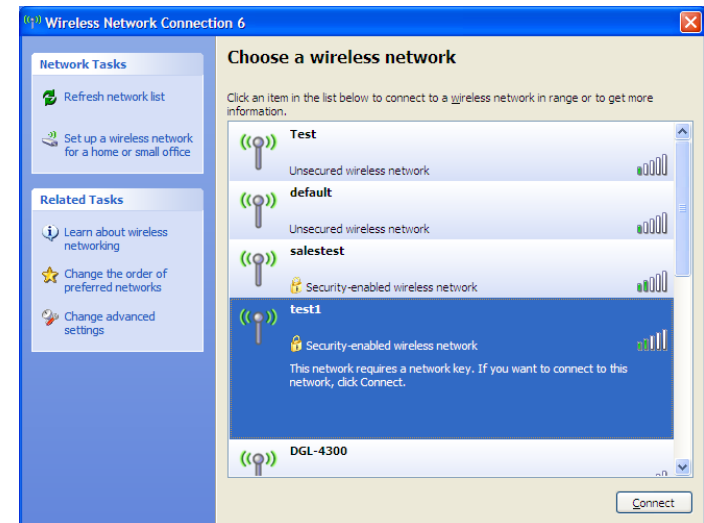 Wireless Network Connection 6
Network Tasks
Refresh network list
Set up a wireless network
for a home or small office
Related Tasks
Learn about wireless
networking
Change the order of
preferred networks
Change advanced
settings
Choose a wireless network
Click an item in the list below to connect to a wireless network in range or to get more
information.
Test
Unsecured wireless network
default
Unsecured wireless network
salestest
Security-enabled wireless network
test1
Security-enabled wireless network
This network requires a network key. If you want to connect to this
network, click Connect.
DGL-4300
Connect